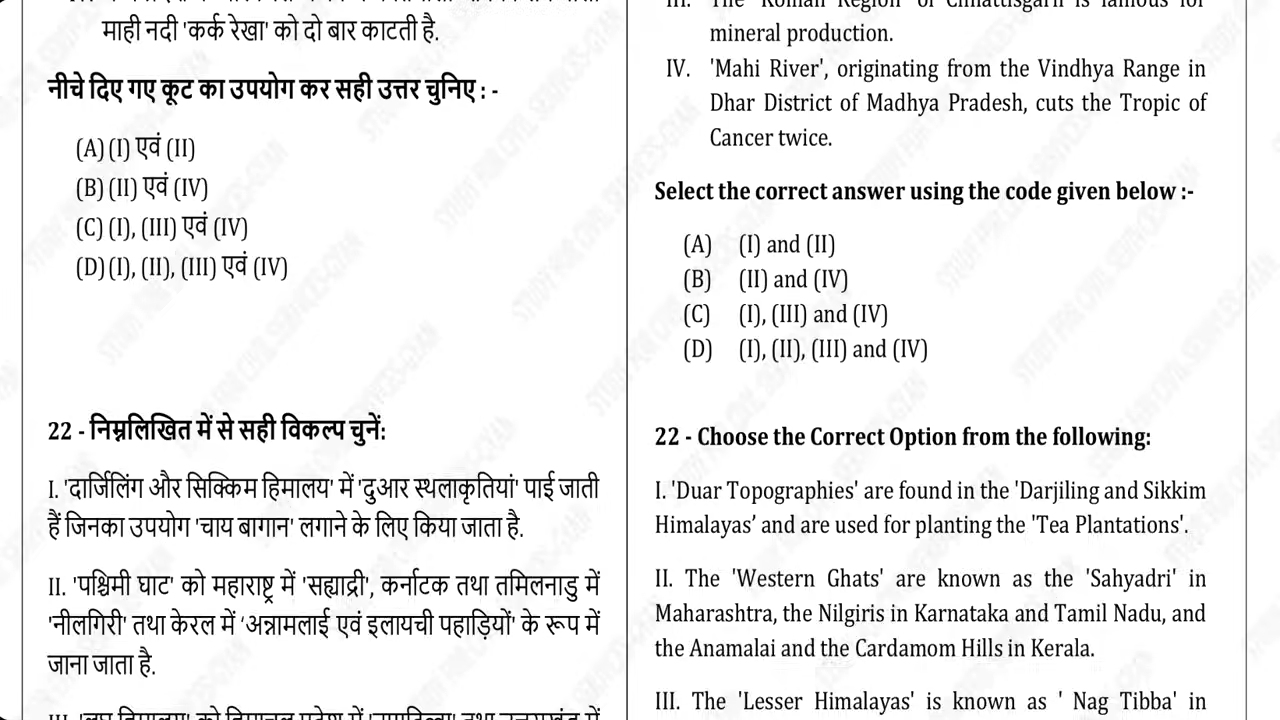 माही नदी 'कर्क रेखा' को दो बार काटती है.
नीचे दिए गए कूट का उपयोग कर सही उत्तर चुनिए : -
(A) (I) एवं (II)
(B) (II) एवं (IV)
(C) (I), (III) एवं (IV)
(D) (I), (II), (III) एवं (IV)
22 - निम्नलिखित में से सही विकल्प चुनें:
I. 'दार्जिलिंग और सिक्किम हिमालय' में 'दुआर स्थलाकृतियां' पाई जाती
हैं जिनका उपयोग 'चाय बागान' लगाने के लिए किया जाता है.
II. 'पश्चिमी घाट' को महाराष्ट्र में 'सह्याद्री', कर्नाटक तथा तमिलनाडु में
'नीलगिरी' तथा केरल में ‘अन्नामलाई एवं इलायची पहाड़ियों' के रूप में
जाना जाता है.
III. The 'Roman Region' of Chhattisgarh is famous for
mineral production.
IV. 'Mahi River', originating from the Vindhya Range in
Dhar District of Madhya Pradesh, cuts the Tropic of
Cancer twice.
Select the correct answer using the code given below :-
(A) (I) and (II)
(B) (II) and (IV)
(C) (I), (III) and (IV)
(D) (I), (II), (III) and (IV)
22 - Choose the Correct Option from the following:
I. 'Duar Topographies' are found in the 'Darjiling and Sikkim
Himalayas’ and are used for planting the 'Tea Plantations'.
II. The 'Western Ghats' are known as the 'Sahyadri' in
Maharashtra, the Nilgiris in Karnataka and Tamil Nadu, and
the Anamalai and the Cardamom Hills in Kerala.
III. The 'Lesser Himalayas' is known as ' Nag Tibba' in